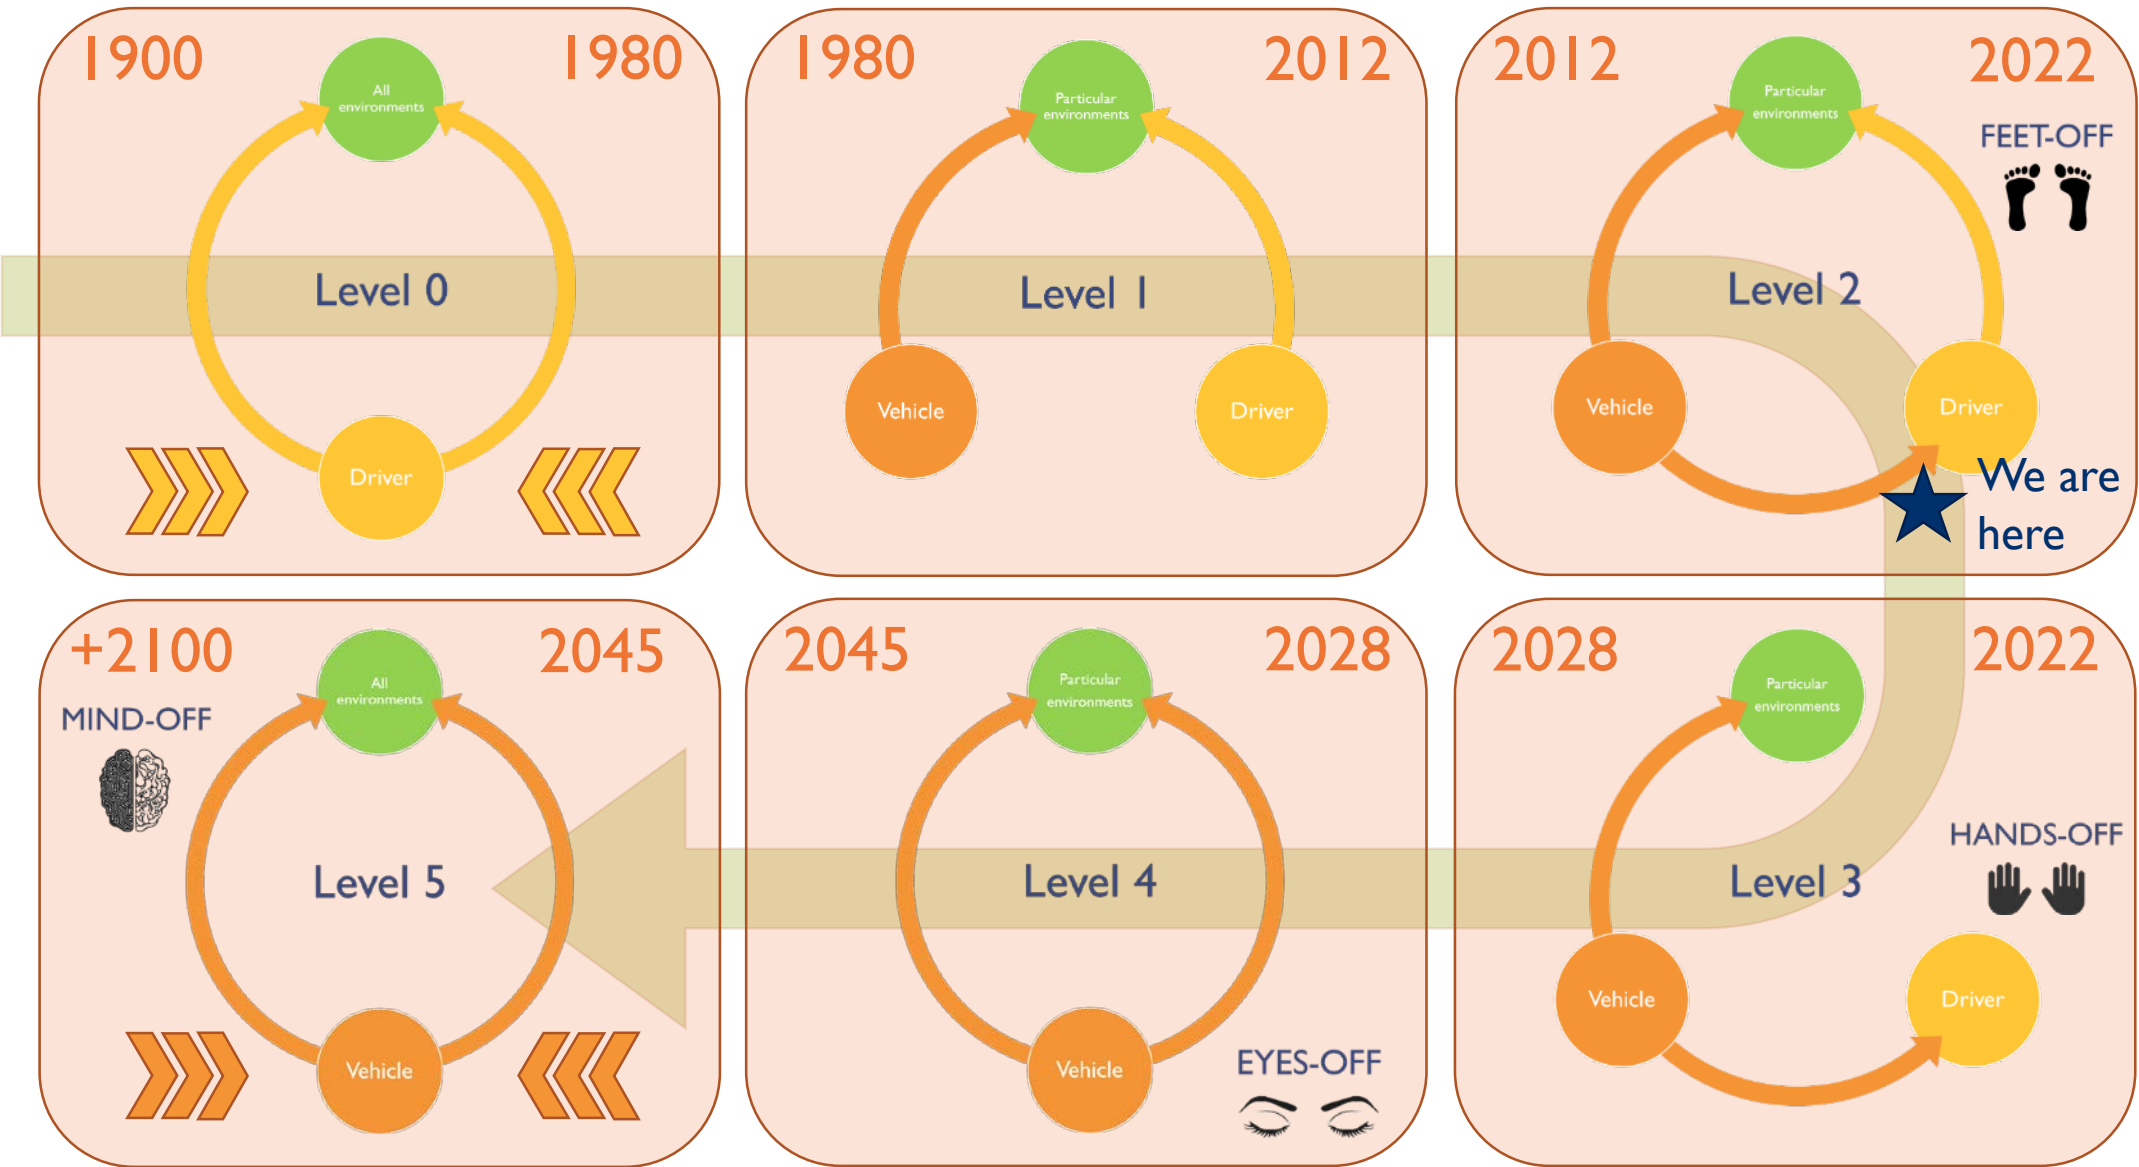 1900
1980
All
environments
Level 0
Driver
1980
2012
Particular
environments
Level 1
Vehicle
Driver
2012
2022
Particular
environments
FEET-OFF
Level 2
Vehicle
Driver
We are
here
2028
2022
Particular
environments
HANDS-OFF
Level 3
Vehicle
Driver
2045
2028
Particular
environments
Level 4
Vehicle
EYES-OFF
+2100
2045
All
environments
MIND-OFF
Level 5
Vehicle